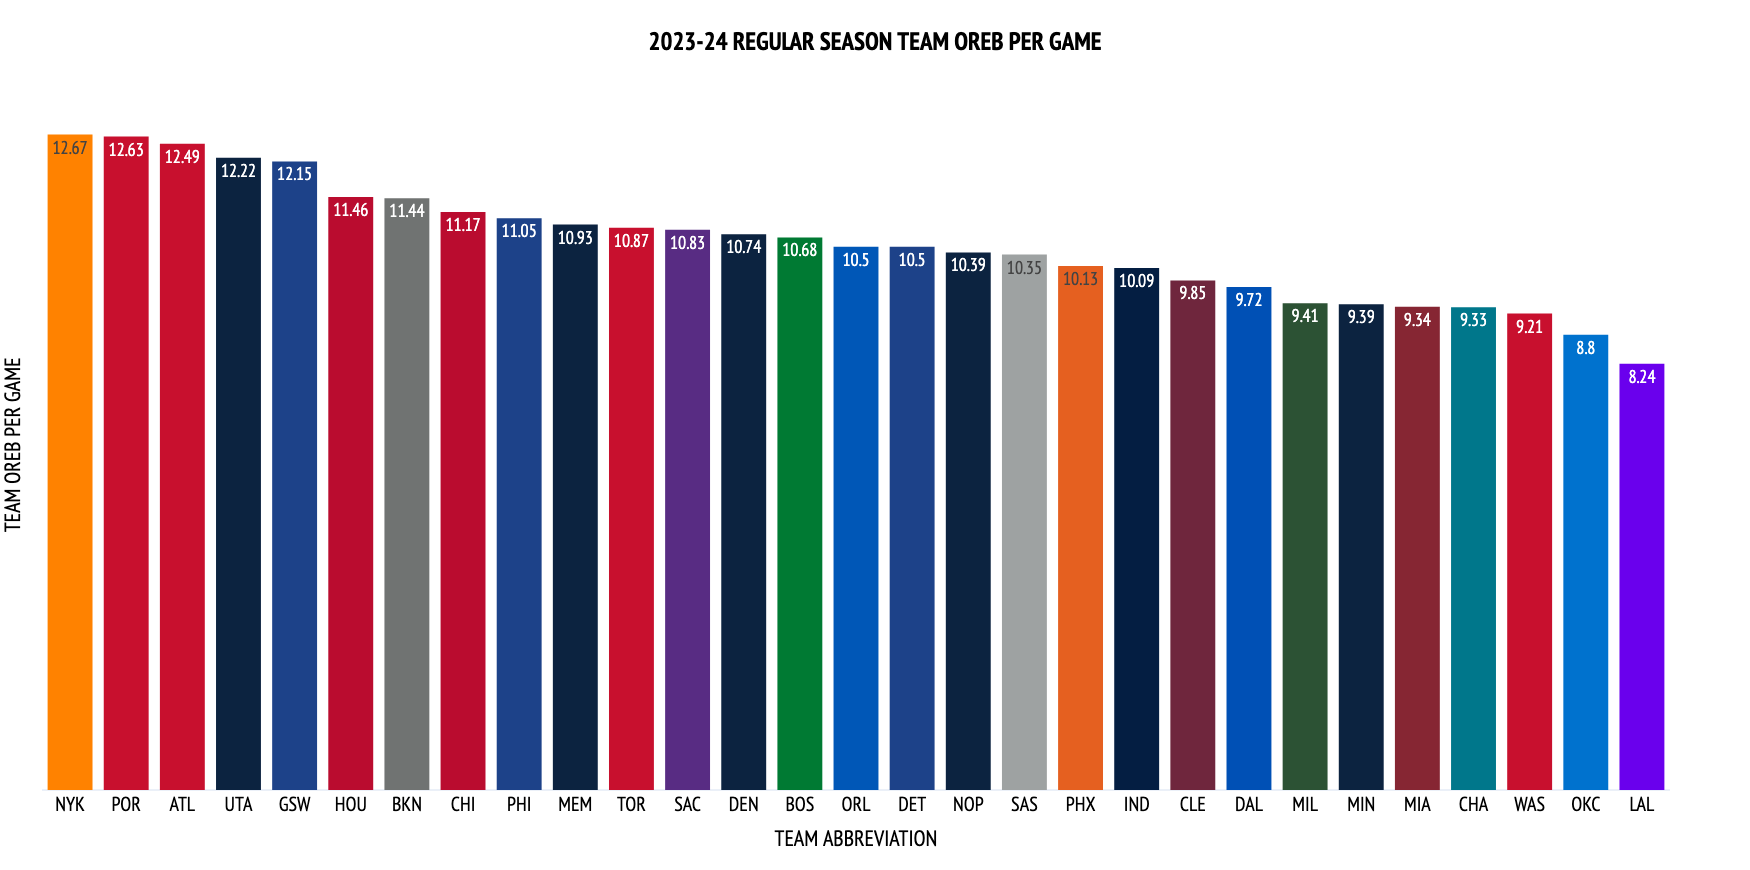 2023-24 REGULAR SEASON TEAM OREB PER GAME
12.67 12.63 12.49 12.22 12.15 11.46 11.44 11.17 11.05 10.93 10.87 10.83 10.74 10.68 10.5 10.5 10.39 10.35 10.13 10.09 9.85 9.72 9.41 9.39 9.34 9.33 9.21 8.8 8.24
TEAM OREB PER GAME
NYK POR ATL UTA GSW HOU BKN CHI PHI MEM TOR SAC DEN BOS ORL DET NOP SAS PHX IND CLE DAL MIL MIN MIA CHA WAS OKC LAL
TEAM ABBREVIATION